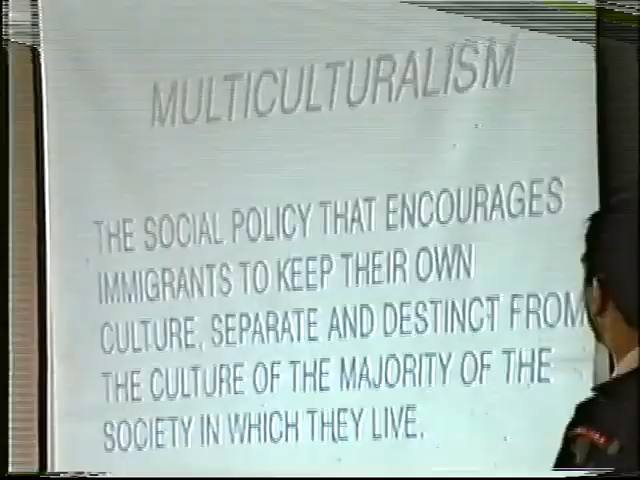 MULTICULTURALISM
THE SOCIAL POLICY THAT ENCOURAGES
IMMIGRANTS TO KEEP THEIR OWN
CULTURE, SEPARATE AND DESTINCT FROM
THE CULTURE OF THE MAJORITY OF THE
SOCIETY IN WHICH THEY LIVE.